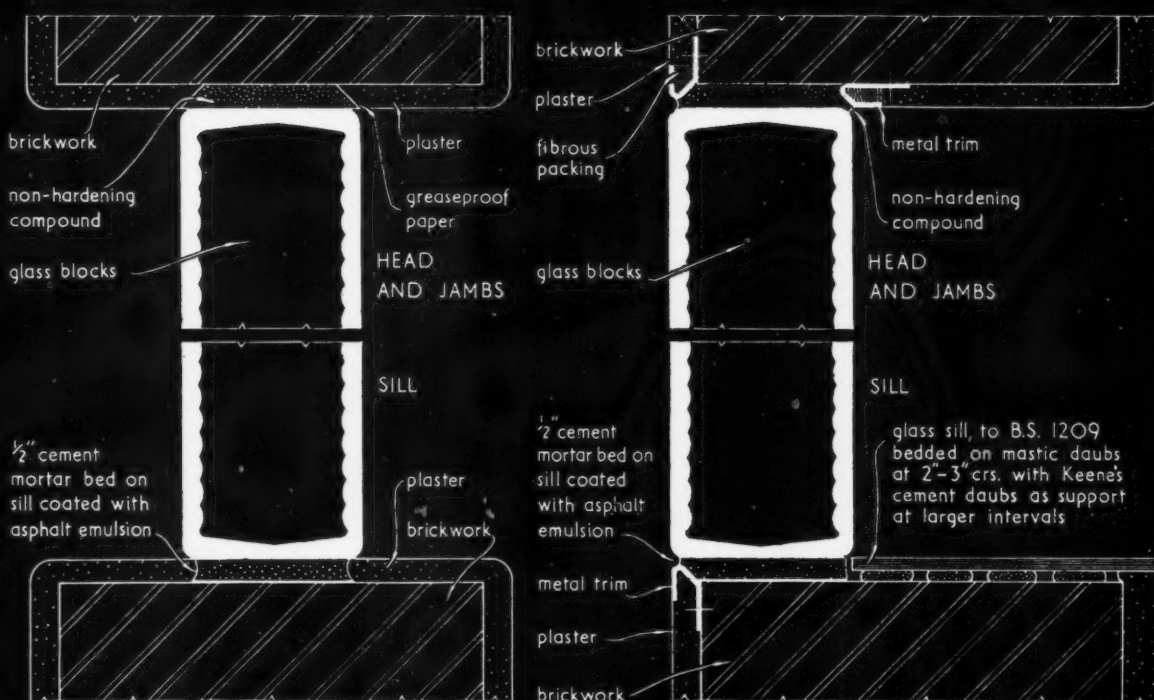 brickwork
non-hardening
compound
glass blocks
plaster
greaseproof
paper
HEAD
AND JAMBS
SILL
½" cement
mortar bed on
sill coated with
asphalt emulsion
plaster
brickwork
brickwork
plaster
fibrous
packing
glass blocks
metal trim
non-hardening
compound
HEAD
AND JAMBS
SILL
½" cement
mortar bed on
sill coated
with asphalt
emulsion
metal trim
plaster
brickwork
glass sill, to B.S. 1209
bedded on mastic daubs
at 2"-3" crs. with Keene's
cement daubs as support
at larger intervals